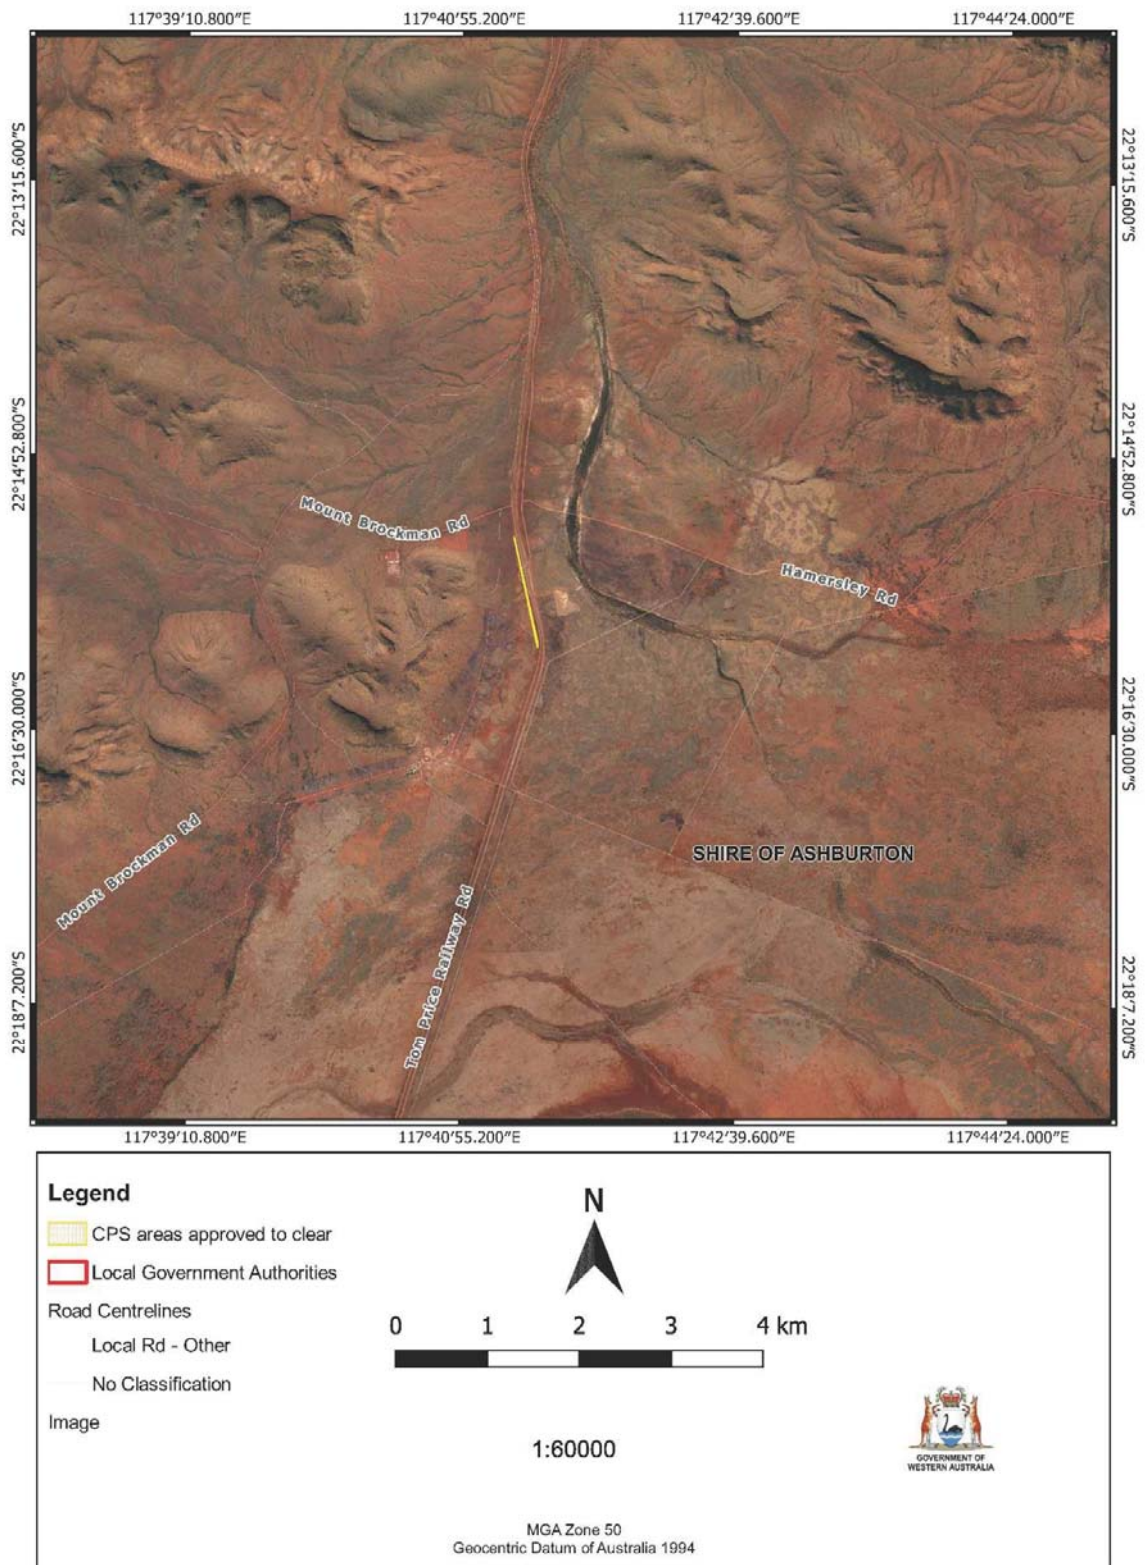 117°39′10.800″E 117°40′55.200″E 117°42′39.600″E 117°44′24.000″E
22°13′15.600″S
22°13′15.600″S
22°14′52.800″S
22°14′52.800″S
Mount Brockman Rd
Hamersley Rd
22°16′30.000″S
22°16′30.000″S
Mount Brockman Rd
SHIRE OF ASHBURTON
Tom Price Railway Rd
22°18′7.200″S
22°18′7.200″S
117°39′10.800″E 117°40′55.200″E 117°42′39.600″E 117°44′24.000″E
Legend
CPS areas approved to clear
Local Government Authorities
Road Centrelines
Local Rd - Other
No Classification
Image
N
0 1 2 3 4 km
1:60000
GOVERNMENT OF
WESTERN AUSTRALIA
MGA Zone 50
Geocentric Datum of Australia 1994